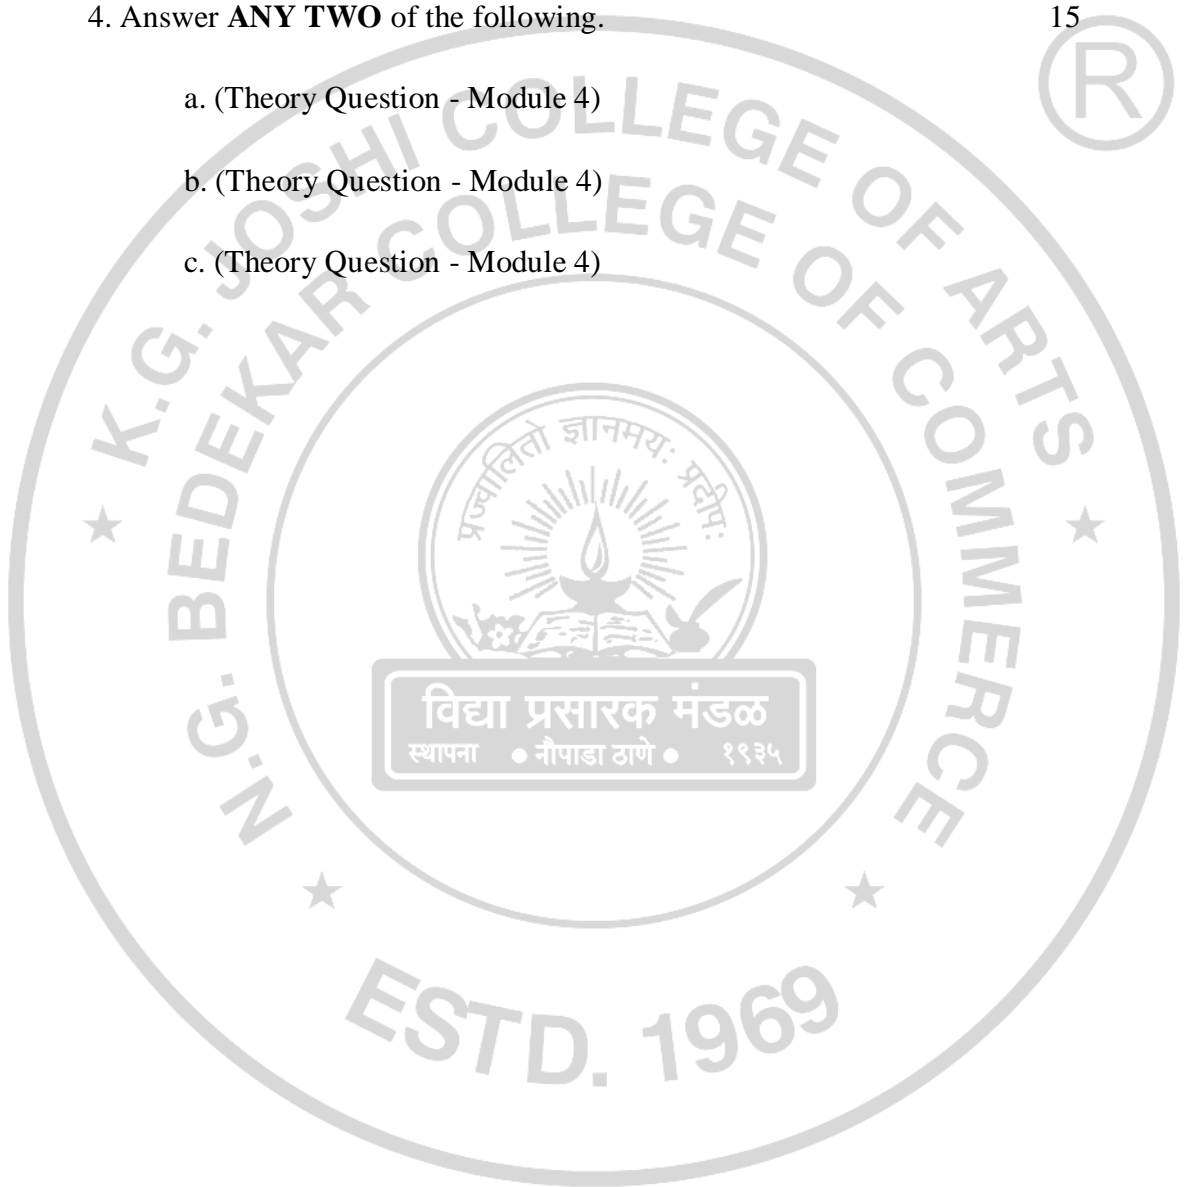 4. Answer ANY TWO of the following. 15
a. (Theory Question - Module 4)
b. (Theory Question - Module 4)
c. (Theory Question - Module 4)
K.G. JOSHI COLLEGE OF ARTS
N.G. BEDEKAR COLLEGE OF COMMERCE
R
प्रज्वालितो ज्ञानमयः प्रदीपः
विद्या प्रसारक मंडळ
स्थापना • नौपाडा ठाणे • १९३५
ESTD. 1969